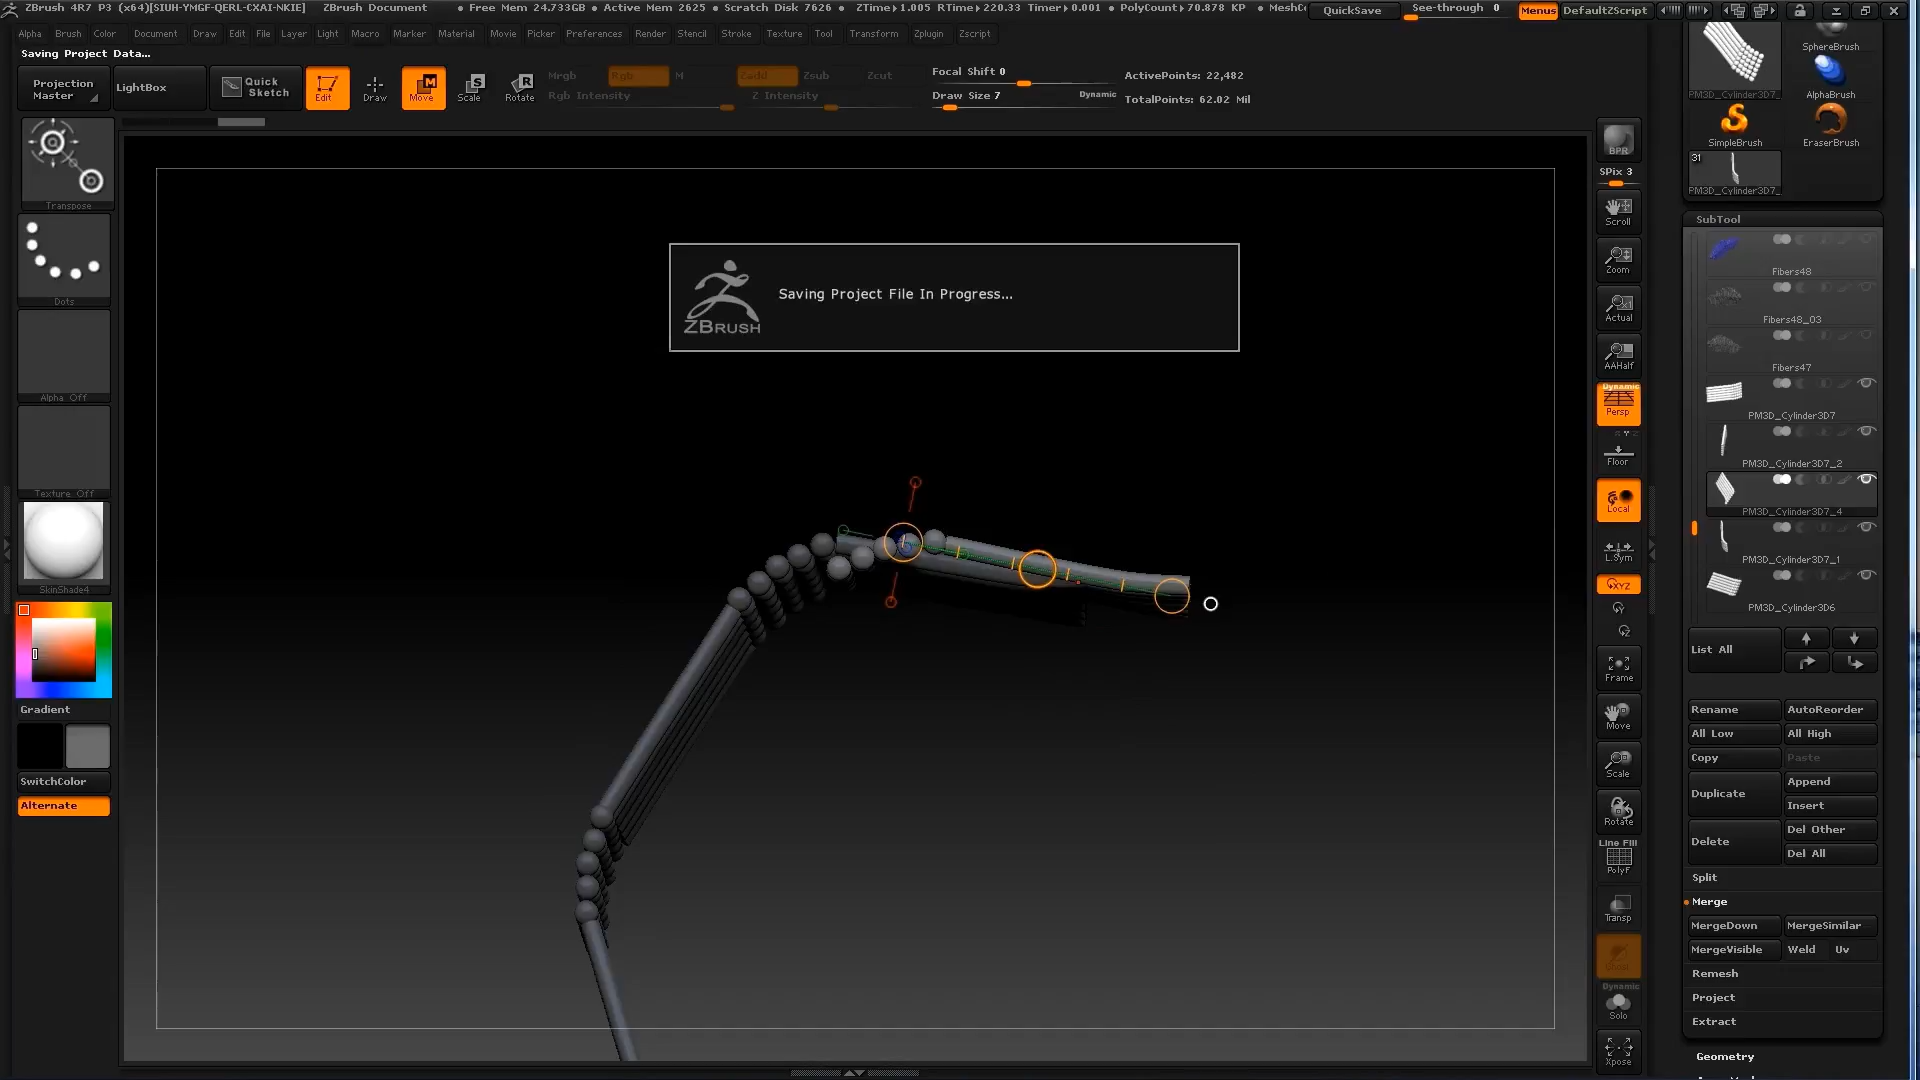 ZBrush 4R7 P3 (x64)[SIUH-YMGF-QERL-CXAI-NKIE] ZBrush Document • Free Mem 24.733GB • Active Mem 2625 • Scratch Disk 7626 • ZTime▸1.005 RTime▸220.33 Timer▸0.001 • PolyCount▸70.878 KP • MeshC QuickSave See-through 0 Menus DefaultZScript
Alpha Brush Color Document Draw Edit File Layer Light Macro Marker Material Movie Picker Preferences Render Stencil Stroke Texture Tool Transform Zplugin Zscript
Saving Project Data...
Projection Master
LightBox
Quick Sketch
Edit Draw Move Scale Rotate
Mrgb Rgb M Zadd Zsub Zcut
Rgb Intensity Z Intensity
Focal Shift 0
Draw Size 7 Dynamic
ActivePoints: 22,482
TotalPoints: 62.02 Mil
Transpose
Dots
Alpha Off
Texture Off
SkinShade4
Gradient
SwitchColor
Alternate
Saving Project File In Progress...
ZBRUSH
BPR
SPix 3
Scroll
Zoom
Actual
AAHalf
Dynamic
Persp
Floor
Local
L.Sym
XYZ
Frame
Move
Scale
Rotate
Line Fill
PolyF
Transp
Dynamic
Solo
Xpose
PM3D_Cylinder3D7_
SphereBrush
AlphaBrush
SimpleBrush
EraserBrush
31
PM3D_Cylinder3D7_
SubTool
Fibers48
Fibers48_03
Fibers47
PM3D_Cylinder3D7
PM3D_Cylinder3D7_2
PM3D_Cylinder3D7_4
PM3D_Cylinder3D7_1
PM3D_Cylinder3D6
List All
Rename AutoReorder
All Low All High
Copy Paste
Duplicate Append
Insert
Delete Del Other
Del All
Split
Merge
MergeDown MergeSimilar
MergeVisible Weld Uv
Remesh
Project
Extract
Geometry